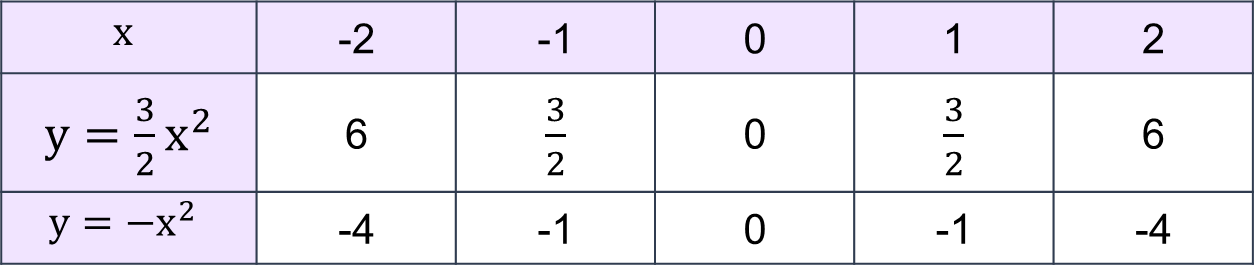 x -2 -1 0 1 2
y = 3/2 x² 6 3/2 0 3/2 6
y = −x² -4 -1 0 -1 -4